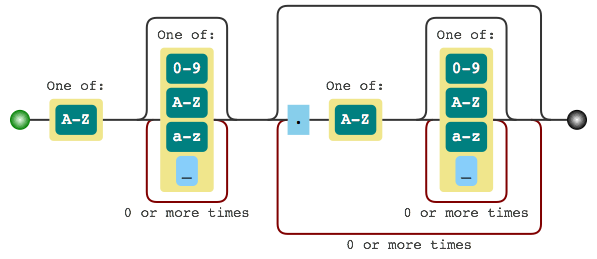 One of:
A-Z
One of:
0-9
A-Z
a-z
_
0 or more times
.
One of:
A-Z
One of:
0-9
A-Z
a-z
_
0 or more times
0 or more times